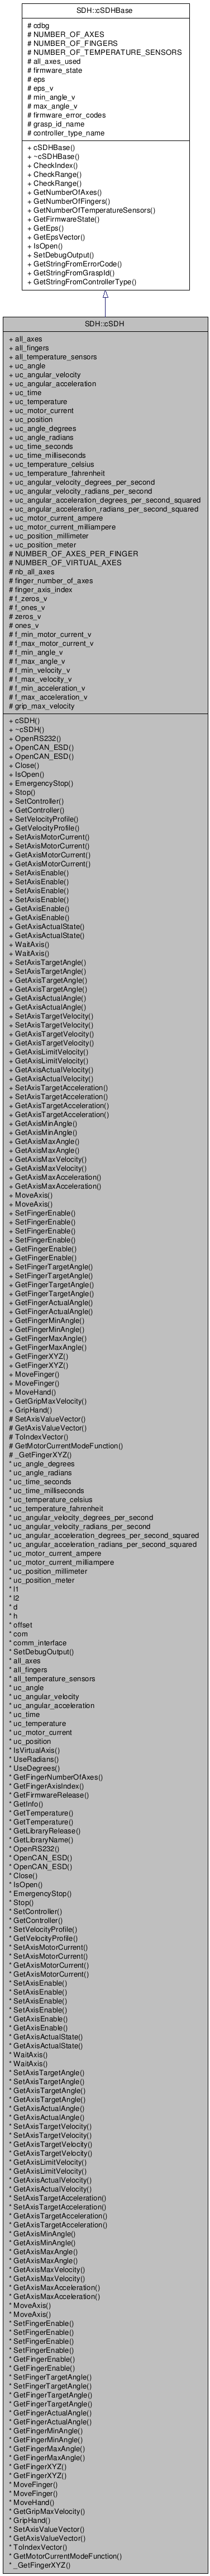 SDH::cSDHBase
# cdbg
# NUMBER_OF_AXES
# NUMBER_OF_FINGERS
# NUMBER_OF_TEMPERATURE_SENSORS
# all_axes_used
# firmware_state
# eps
# eps_v
# min_angle_v
# max_angle_v
# firmware_error_codes
# grasp_id_name
# controller_type_name
+ cSDHBase()
+ ~cSDHBase()
+ CheckIndex()
+ CheckRange()
+ CheckRange()
+ GetNumberOfAxes()
+ GetNumberOfFingers()
+ GetNumberOfTemperatureSensors()
+ GetFirmwareState()
+ GetEps()
+ GetEpsVector()
+ IsOpen()
+ SetDebugOutput()
+ GetStringFromErrorCode()
+ GetStringFromGraspId()
+ GetStringFromControllerType()
SDH::cSDH
+ all_axes
+ all_fingers
+ all_temperature_sensors
+ uc_angle
+ uc_angular_velocity
+ uc_angular_acceleration
+ uc_time
+ uc_temperature
+ uc_motor_current
+ uc_position
+ uc_angle_degrees
+ uc_angle_radians
+ uc_time_seconds
+ uc_time_milliseconds
+ uc_temperature_celsius
+ uc_temperature_fahrenheit
+ uc_angular_velocity_degrees_per_second
+ uc_angular_velocity_radians_per_second
+ uc_angular_acceleration_degrees_per_second_squared
+ uc_angular_acceleration_radians_per_second_squared
+ uc_motor_current_ampere
+ uc_motor_current_milliampere
+ uc_position_millimeter
+ uc_position_meter
# NUMBER_OF_AXES_PER_FINGER
# NUMBER_OF_VIRTUAL_AXES
# nb_all_axes
# finger_number_of_axes
# finger_axis_index
# f_zeros_v
# f_ones_v
# zeros_v
# ones_v
# f_min_motor_current_v
# f_max_motor_current_v
# f_min_angle_v
# f_max_angle_v
# f_min_velocity_v
# f_max_velocity_v
# f_min_acceleration_v
# f_max_acceleration_v
# grip_max_velocity
+ cSDH()
+ ~cSDH()
+ OpenRS232()
+ OpenCAN_ESD()
+ OpenCAN_ESD()
+ Close()
+ IsOpen()
+ EmergencyStop()
+ Stop()
+ SetController()
+ GetController()
+ SetVelocityProfile()
+ GetVelocityProfile()
+ SetAxisMotorCurrent()
+ SetAxisMotorCurrent()
+ GetAxisMotorCurrent()
+ GetAxisMotorCurrent()
+ SetAxisEnable()
+ SetAxisEnable()
+ SetAxisEnable()
+ SetAxisEnable()
+ GetAxisEnable()
+ GetAxisEnable()
+ GetAxisActualState()
+ GetAxisActualState()
+ WaitAxis()
+ WaitAxis()
+ SetAxisTargetAngle()
+ SetAxisTargetAngle()
+ GetAxisTargetAngle()
+ GetAxisTargetAngle()
+ GetAxisActualAngle()
+ GetAxisActualAngle()
+ SetAxisTargetVelocity()
+ SetAxisTargetVelocity()
+ GetAxisTargetVelocity()
+ GetAxisTargetVelocity()
+ GetAxisLimitVelocity()
+ GetAxisLimitVelocity()
+ GetAxisActualVelocity()
+ GetAxisActualVelocity()
+ SetAxisTargetAcceleration()
+ SetAxisTargetAcceleration()
+ GetAxisTargetAcceleration()
+ GetAxisTargetAcceleration()
+ GetAxisMinAngle()
+ GetAxisMinAngle()
+ GetAxisMaxAngle()
+ GetAxisMaxAngle()
+ GetAxisMaxVelocity()
+ GetAxisMaxVelocity()
+ GetAxisMaxAcceleration()
+ GetAxisMaxAcceleration()
+ MoveAxis()
+ MoveAxis()
+ SetFingerEnable()
+ SetFingerEnable()
+ SetFingerEnable()
+ SetFingerEnable()
+ GetFingerEnable()
+ GetFingerEnable()
+ SetFingerTargetAngle()
+ SetFingerTargetAngle()
+ GetFingerTargetAngle()
+ GetFingerTargetAngle()
+ GetFingerActualAngle()
+ GetFingerActualAngle()
+ GetFingerMinAngle()
+ GetFingerMinAngle()
+ GetFingerMaxAngle()
+ GetFingerMaxAngle()
+ GetFingerXYZ()
+ GetFingerXYZ()
+ MoveFinger()
+ MoveFinger()
+ MoveHand()
+ GetGripMaxVelocity()
+ GripHand()
# SetAxisValueVector()
# GetAxisValueVector()
# ToIndexVector()
# GetMotorCurrentModeFunction()
# _GetFingerXYZ()
* uc_angle_degrees
* uc_angle_radians
* uc_time_seconds
* uc_time_milliseconds
* uc_temperature_celsius
* uc_temperature_fahrenheit
* uc_angular_velocity_degrees_per_second
* uc_angular_velocity_radians_per_second
* uc_angular_acceleration_degrees_per_second_squared
* uc_angular_acceleration_radians_per_second_squared
* uc_motor_current_ampere
* uc_motor_current_milliampere
* uc_position_millimeter
* uc_position_meter
* l1
* l2
* d
* h
* offset
* com
* comm_interface
* SetDebugOutput()
* all_axes
* all_fingers
* all_temperature_sensors
* uc_angle
* uc_angular_velocity
* uc_angular_acceleration
* uc_time
* uc_temperature
* uc_motor_current
* uc_position
* IsVirtualAxis()
* UseRadians()
* UseDegrees()
* GetFingerNumberOfAxes()
* GetFingerAxisIndex()
* GetFirmwareRelease()
* GetInfo()
* GetTemperature()
* GetTemperature()
* GetLibraryRelease()
* GetLibraryName()
* OpenRS232()
* OpenCAN_ESD()
* OpenCAN_ESD()
* Close()
* IsOpen()
* EmergencyStop()
* Stop()
* SetController()
* GetController()
* SetVelocityProfile()
* GetVelocityProfile()
* SetAxisMotorCurrent()
* SetAxisMotorCurrent()
* GetAxisMotorCurrent()
* GetAxisMotorCurrent()
* SetAxisEnable()
* SetAxisEnable()
* SetAxisEnable()
* SetAxisEnable()
* GetAxisEnable()
* GetAxisEnable()
* GetAxisActualState()
* GetAxisActualState()
* WaitAxis()
* WaitAxis()
* SetAxisTargetAngle()
* SetAxisTargetAngle()
* GetAxisTargetAngle()
* GetAxisTargetAngle()
* GetAxisActualAngle()
* GetAxisActualAngle()
* SetAxisTargetVelocity()
* SetAxisTargetVelocity()
* GetAxisTargetVelocity()
* GetAxisTargetVelocity()
* GetAxisLimitVelocity()
* GetAxisLimitVelocity()
* GetAxisActualVelocity()
* GetAxisActualVelocity()
* SetAxisTargetAcceleration()
* SetAxisTargetAcceleration()
* GetAxisTargetAcceleration()
* GetAxisTargetAcceleration()
* GetAxisMinAngle()
* GetAxisMinAngle()
* GetAxisMaxAngle()
* GetAxisMaxAngle()
* GetAxisMaxVelocity()
* GetAxisMaxVelocity()
* GetAxisMaxAcceleration()
* GetAxisMaxAcceleration()
* MoveAxis()
* MoveAxis()
* SetFingerEnable()
* SetFingerEnable()
* SetFingerEnable()
* SetFingerEnable()
* GetFingerEnable()
* GetFingerEnable()
* SetFingerTargetAngle()
* SetFingerTargetAngle()
* GetFingerTargetAngle()
* GetFingerTargetAngle()
* GetFingerActualAngle()
* GetFingerActualAngle()
* GetFingerMinAngle()
* GetFingerMinAngle()
* GetFingerMaxAngle()
* GetFingerMaxAngle()
* GetFingerXYZ()
* GetFingerXYZ()
* MoveFinger()
* MoveFinger()
* MoveHand()
* GetGripMaxVelocity()
* GripHand()
* SetAxisValueVector()
* GetAxisValueVector()
* ToIndexVector()
* GetMotorCurrentModeFunction()
* _GetFingerXYZ()